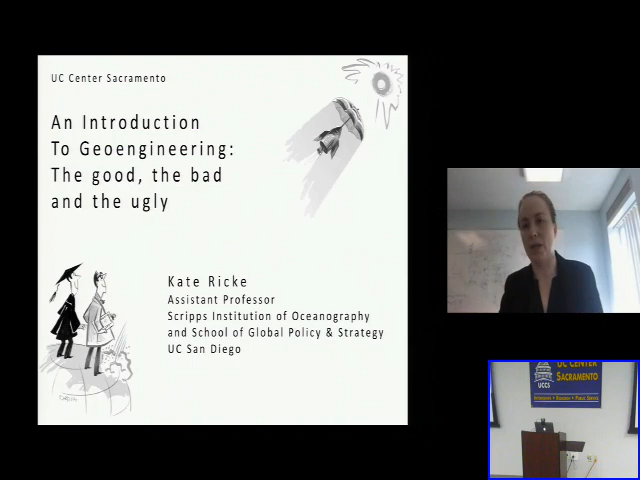 UC Center Sacramento
An Introduction
To Geoengineering:
The good, the bad
and the ugly
Kate Ricke
Assistant Professor
Scripps Institution of Oceanography
and School of Global Policy & Strategy
UC San Diego
UC CENTER
SACRAMENTO
UCCS